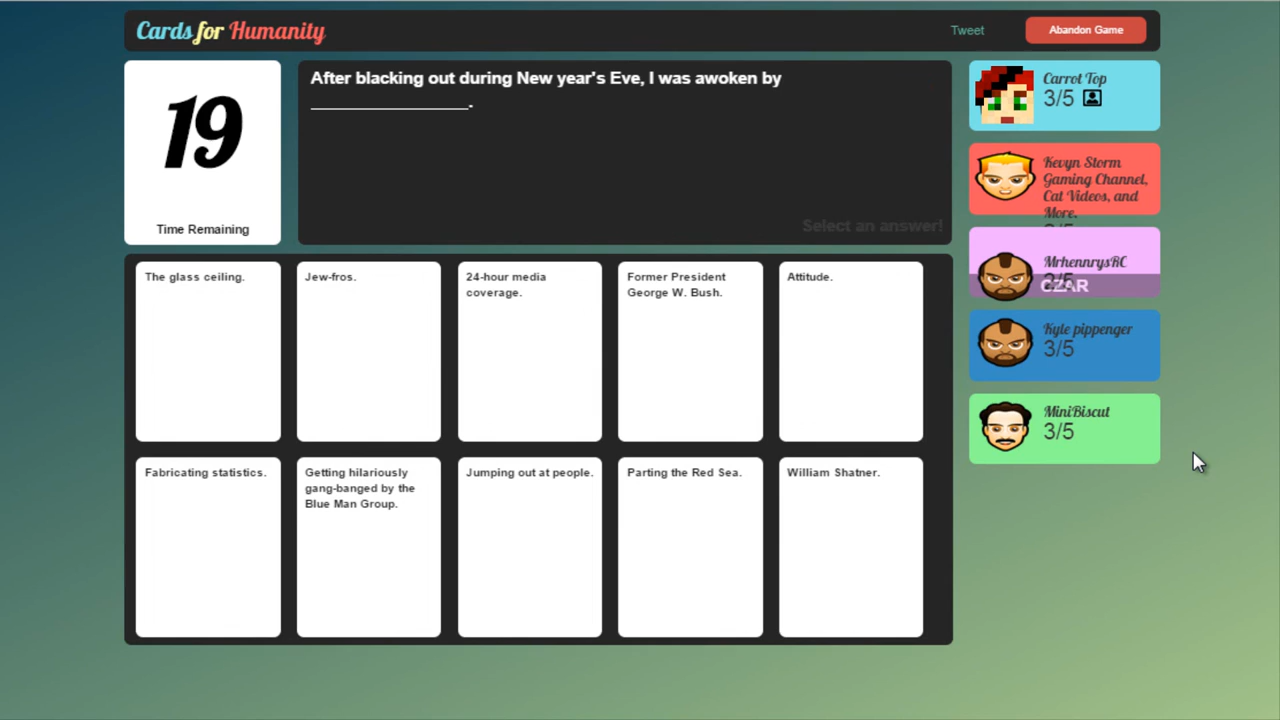 Cards for Humanity
Tweet
Abandon Game
19
Time Remaining
After blacking out during New year's Eve, I was awoken by
_________________.
Select an answer!
The glass ceiling.
Jew-fros.
24-hour media
coverage.
Former President
George W. Bush.
Attitude.
Fabricating statistics.
Getting hilariously
gang-banged by the
Blue Man Group.
Jumping out at people.
Parting the Red Sea.
William Shatner.
Carrot Top
3/5
Kevyn Storm
Gaming Channel,
Cat Videos, and
More.
MrhennrysRC
CZAR
Kyle pippenger
3/5
MiniBiscut
3/5